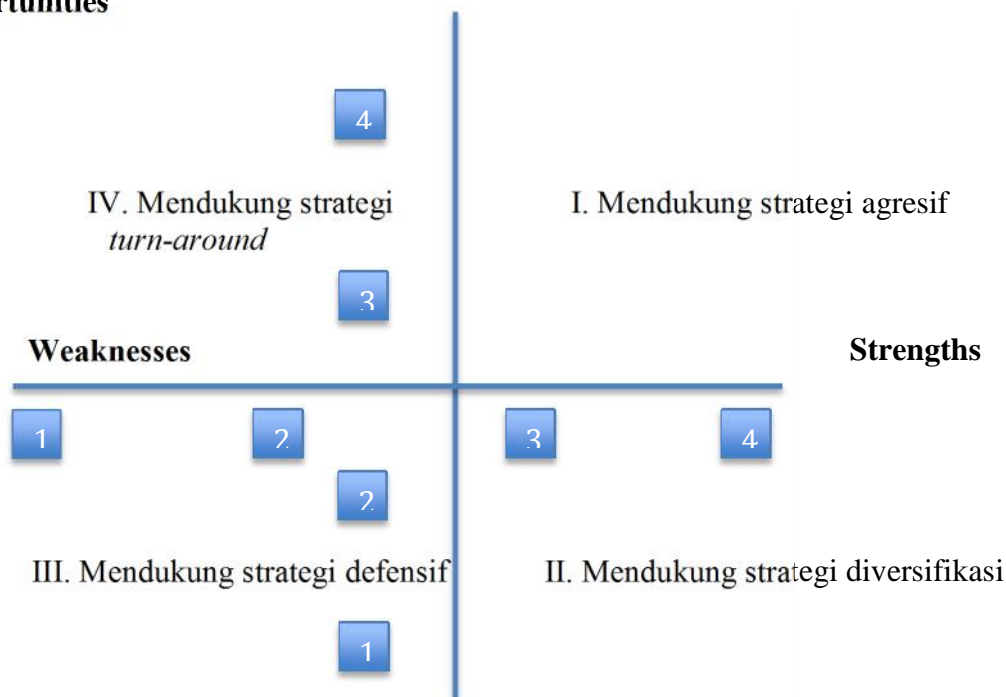 4
IV. Mendukung strategi
turn-around
I. Mendukung strategi agresif
3
Weaknesses
Strengths
1 2 3 4
2
III. Mendukung strategi defensif
II. Mendukung strategi diversifikasi
1